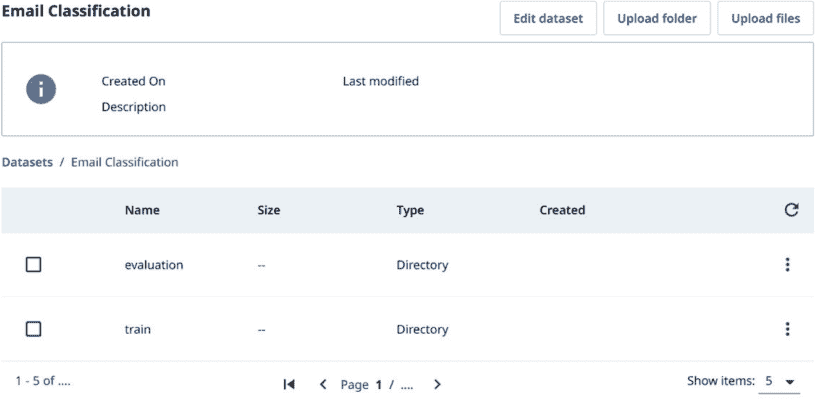 Email Classification
Edit dataset Upload folder Upload files
Created On Last modified
Description
Datasets / Email Classification
Name Size Type Created
evaluation -- Directory
train -- Directory
1 - 5 of .... Page 1 / .... Show items: 5